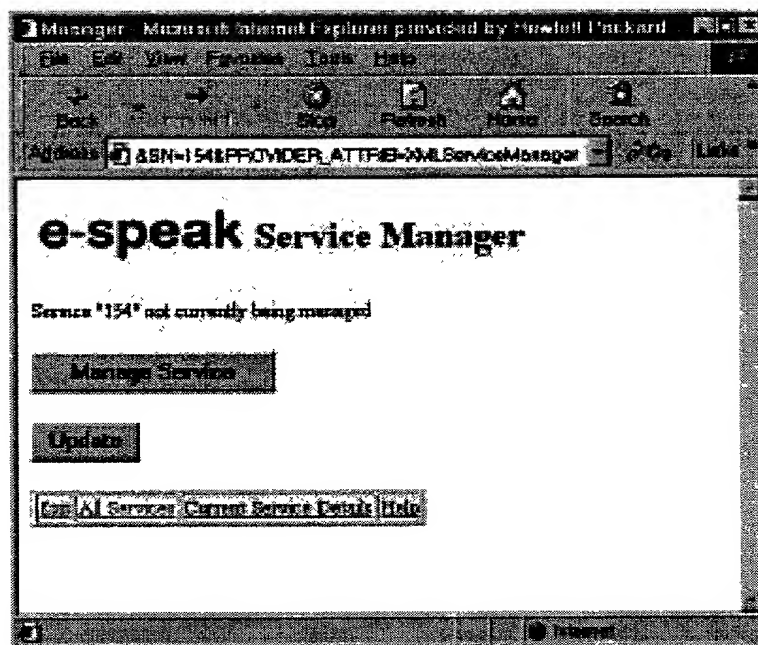 Manager - Microsoft Internet Explorer provided by Hewlett Packard
File Edit View Favorites Tools Help
Back Stop Refresh Home Search
Address &SN=154&PROVIDER_ATTRIB=XMLServiceManager Go Links
e-speak Service Manager
Service "154" not currently being managed
Manage Service
Update
Top All Services Current Service Details Help
Internet